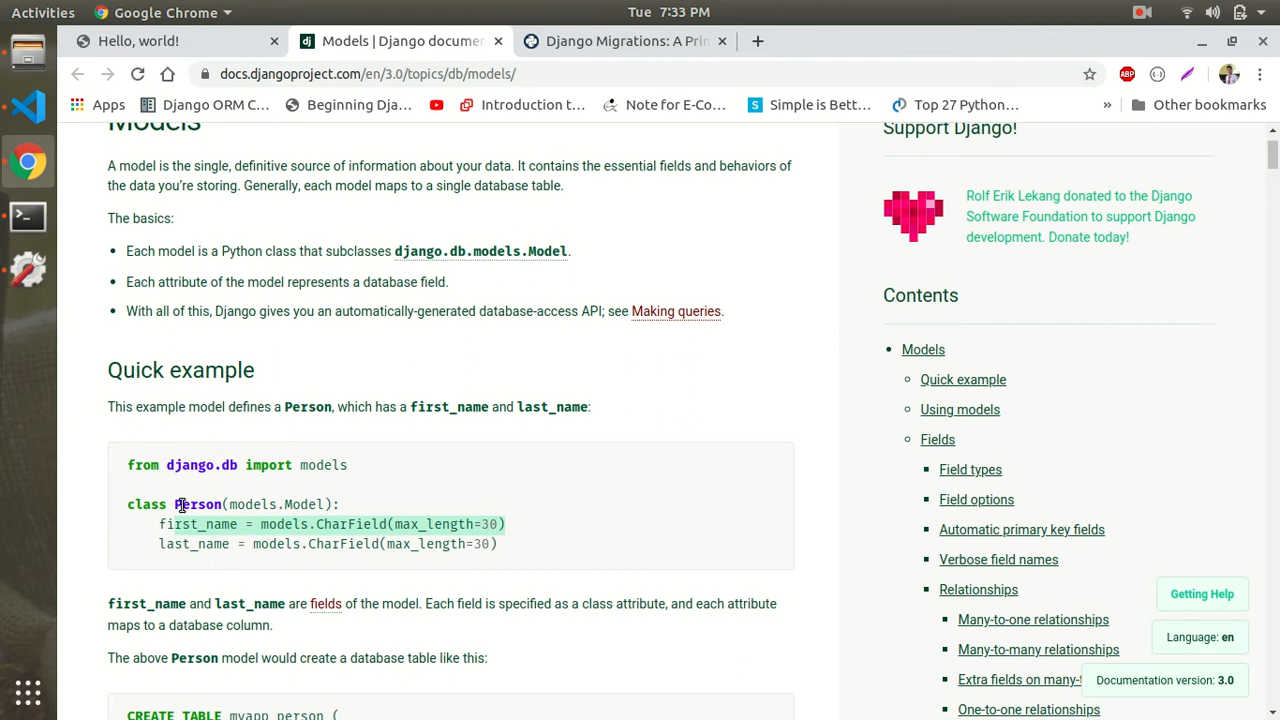 Activities
Google Chrome
Tue 7:33 PM
Hello, world!
Models | Django docume
Django Migrations: A Pri
docs.djangoproject.com/en/3.0/topics/db/models/
ABP
Apps
Django ORM C...
Beginning Dja...
Introduction t...
Note for E-Co...
Simple is Bett...
Top 27 Python...
»
Other bookmarks
Models
A model is the single, definitive source of information about your data. It contains the essential fields and behaviors of
the data you're storing. Generally, each model maps to a single database table.
The basics:
• Each model is a Python class that subclasses django.db.models.Model.
• Each attribute of the model represents a database field.
• With all of this, Django gives you an automatically-generated database-access API; see Making queries.
Quick example
This example model defines a Person, which has a first_name and last_name:
from django.db import models
class Person(models.Model):
first_name = models.CharField(max_length=30)
last_name = models.CharField(max_length=30)
first_name and last_name are fields of the model. Each field is specified as a class attribute, and each attribute
maps to a database column.
The above Person model would create a database table like this:
CREATE TABLE myapp_person (
Support Django!
Rolf Erik Lekang donated to the Django
Software Foundation to support Django
development. Donate today!
Contents
Models
Quick example
Using models
Fields
Field types
Field options
Automatic primary key fields
Verbose field names
Relationships
Many-to-one relationships
Many-to-many relationships
Extra fields on many-t
One-to-one relationships
Getting Help
Language: en
Documentation version: 3.0